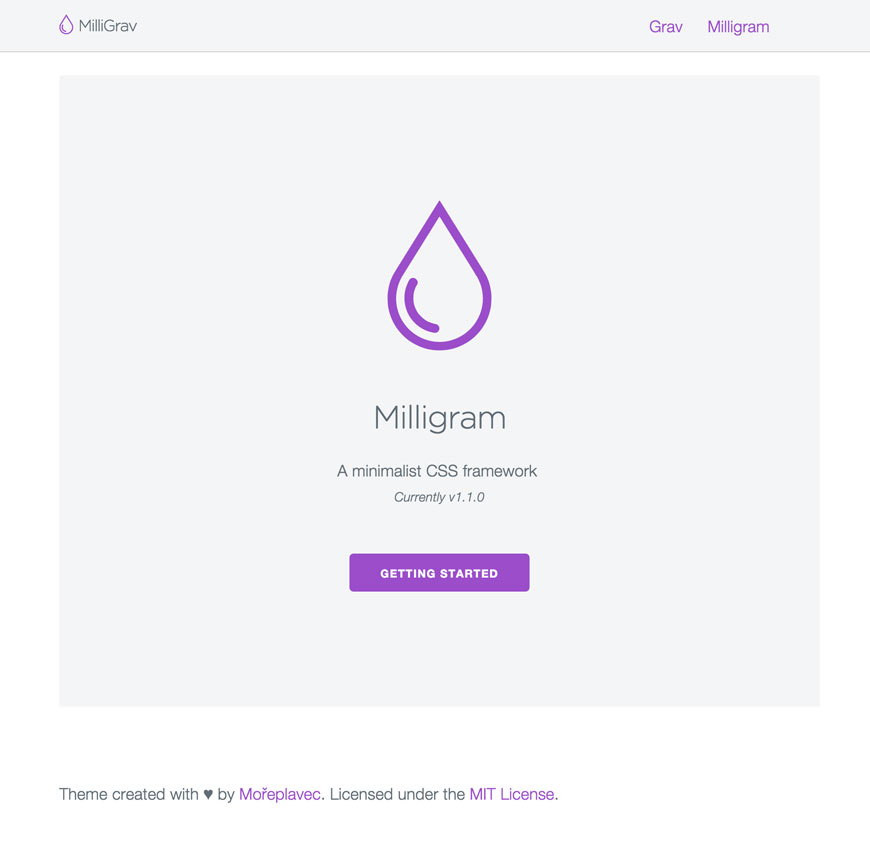 MilliGrav
Grav Milligram
Milligram
A minimalist CSS framework
Currently v1.1.0
GETTING STARTED
Theme created with ♥ by Mořeplavec. Licensed under the MIT License.